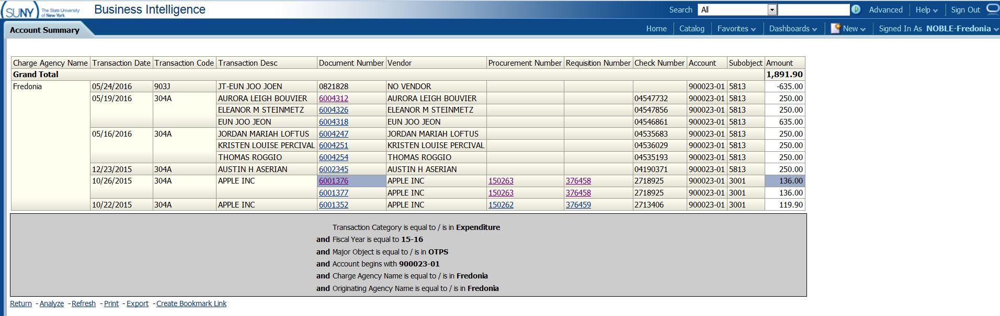 SUNY The State University of New York Business Intelligence Search All Advanced Help Sign Out
Account Summary Home Catalog Favorites Dashboards New Signed In As NOBLE-Fredonia
Charge Agency Name Transaction Date Transaction Code Transaction Desc Document Number Vendor Procurement Number Requisition Number Check Number Account Subobject Amount
Grand Total 1,891.90
Fredonia 05/24/2016 903J JT-EUN JOO JOEN 0821828 NO VENDOR 900023-01 5813 -635.00
05/19/2016 304A AURORA LEIGH BOUVIER 6004312 AURORA LEIGH BOUVIER 04547732 900023-01 5813 250.00
ELEANOR M STEINMETZ 6004326 ELEANOR M STEINMETZ 04547856 900023-01 5813 250.00
EUN JOO JEON 6004318 EUN JOO JEON 04546861 900023-01 5813 635.00
05/16/2016 304A JORDAN MARIAH LOFTUS 6004247 JORDAN MARIAH LOFTUS 04535683 900023-01 5813 250.00
KRISTEN LOUISE PERCIVAL 6004251 KRISTEN LOUISE PERCIVAL 04536029 900023-01 5813 250.00
THOMAS ROGGIO 6004254 THOMAS ROGGIO 04535193 900023-01 5813 250.00
12/23/2015 304A AUSTIN H ASERIAN 6002345 AUSTIN H ASERIAN 04190371 900023-01 5813 250.00
10/26/2015 304A APPLE INC 6001376 APPLE INC 150263 376458 2718925 900023-01 3001 136.00
6001377 APPLE INC 150263 376458 2718925 900023-01 3001 136.00
10/22/2015 304A APPLE INC 6001352 APPLE INC 150262 376459 2713406 900023-01 3001 119.90
Transaction Category is equal to / is in Expenditure
and Fiscal Year is equal to 15-16
and Major Object is equal to / is in OTPS
and Account begins with 900023-01
and Charge Agency Name is equal to / is in Fredonia
and Originating Agency Name is equal to / is in Fredonia
Return - Analyze - Refresh - Print - Export - Create Bookmark Link